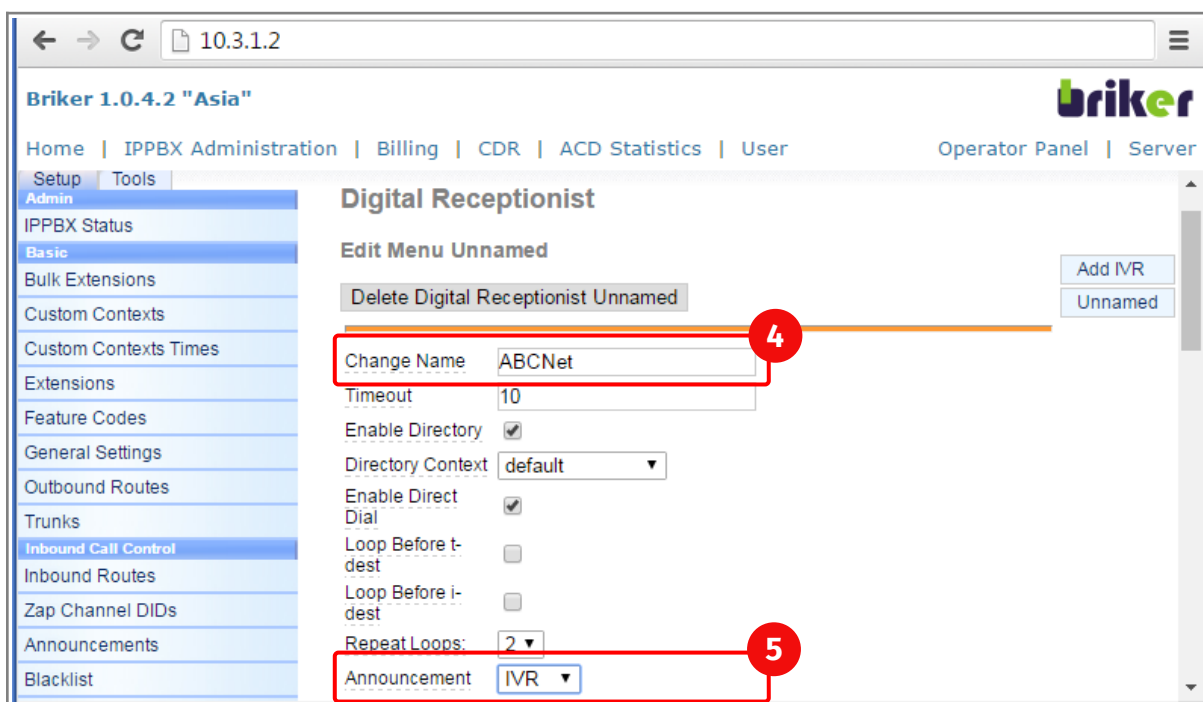 10.3.1.2
Briker 1.0.4.2 "Asia"
briker
Home | IPPBX Administration | Billing | CDR | ACD Statistics | User
Operator Panel | Server
Setup Tools
Admin
IPPBX Status
Basic
Bulk Extensions
Custom Contexts
Custom Contexts Times
Extensions
Feature Codes
General Settings
Outbound Routes
Trunks
Inbound Call Control
Inbound Routes
Zap Channel DIDs
Announcements
Blacklist
Digital Receptionist
Edit Menu Unnamed
Delete Digital Receptionist Unnamed
Add IVR
Unnamed
4
Change Name ABCNet
Timeout 10
Enable Directory
Directory Context default
Enable Direct
Dial
Loop Before t-
dest
Loop Before i-
dest
Repeat Loops: 2
5
Announcement IVR